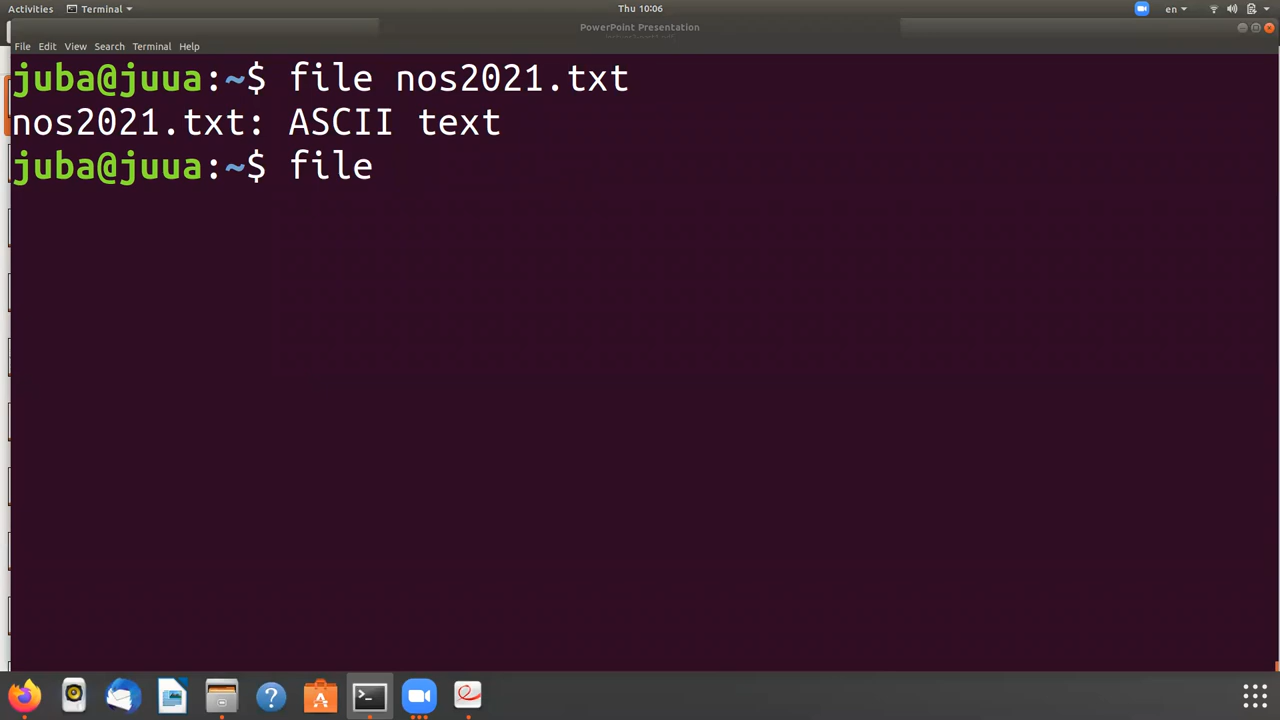 Activities Terminal Thu 10:06 en
PowerPoint Presentation
File Edit View Search Terminal Help
juba@juua:~$ file nos2021.txt
nos2021.txt: ASCII text
juba@juua:~$ file